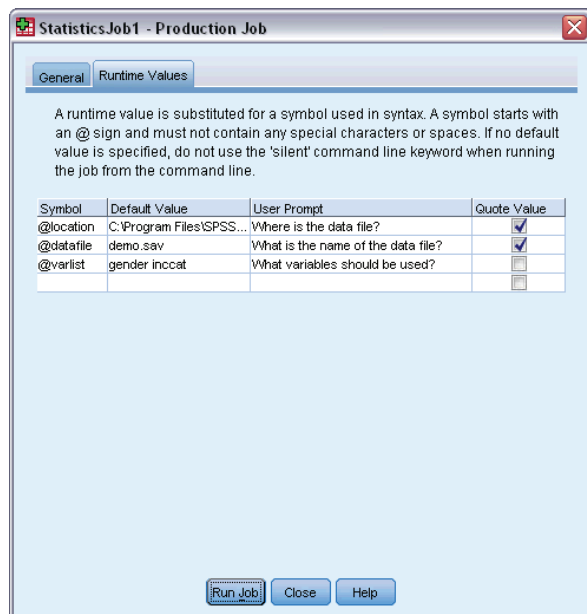 StatisticsJob1 - Production Job
General Runtime Values
A runtime value is substituted for a symbol used in syntax. A symbol starts with
an @ sign and must not contain any special characters or spaces. If no default
value is specified, do not use the 'silent' command line keyword when running
the job from the command line.
Symbol Default Value User Prompt Quote Value
@location C:\Program Files\SPSS... Where is the data file?
@datafile demo.sav What is the name of the data file?
@varlist gender inccat What variables should be used?
Run Job Close Help